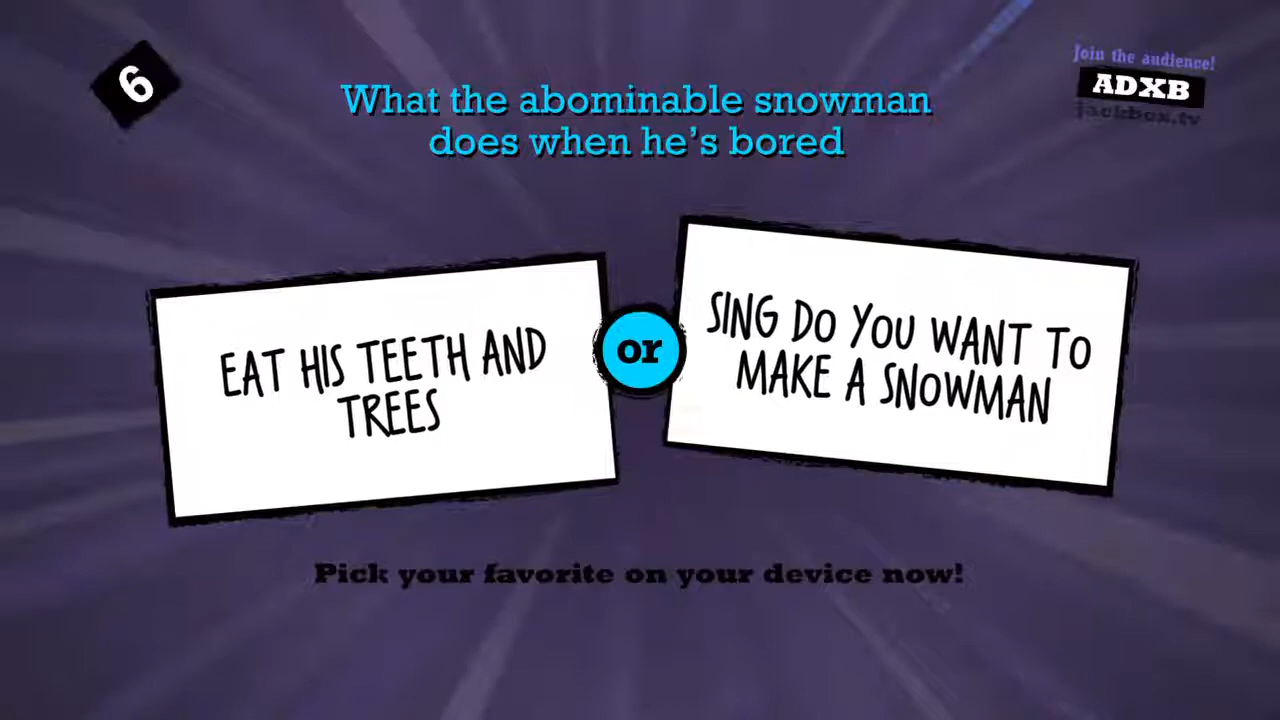 6
Join the audience!
ADXB
jackbox.tv
What the abominable snowman
does when he's bored
EAT HIS TEETH AND
TREES
or
SING DO YOU WANT TO
MAKE A SNOWMAN
Pick your favorite on your device now!